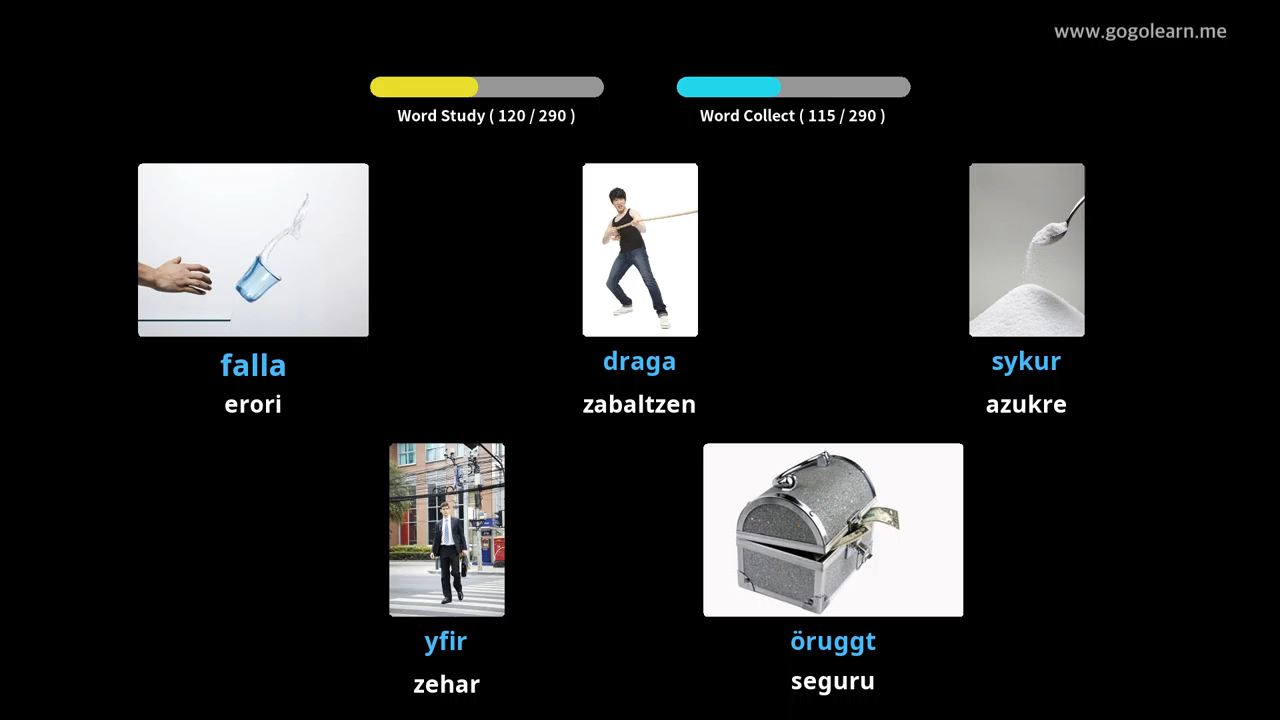 www.gogolearn.me
Word Study ( 120 / 290 )
Word Collect ( 115 / 290 )
falla
erori
draga
zabaltzen
sykur
azukre
yfir
zehar
öruggt
seguru